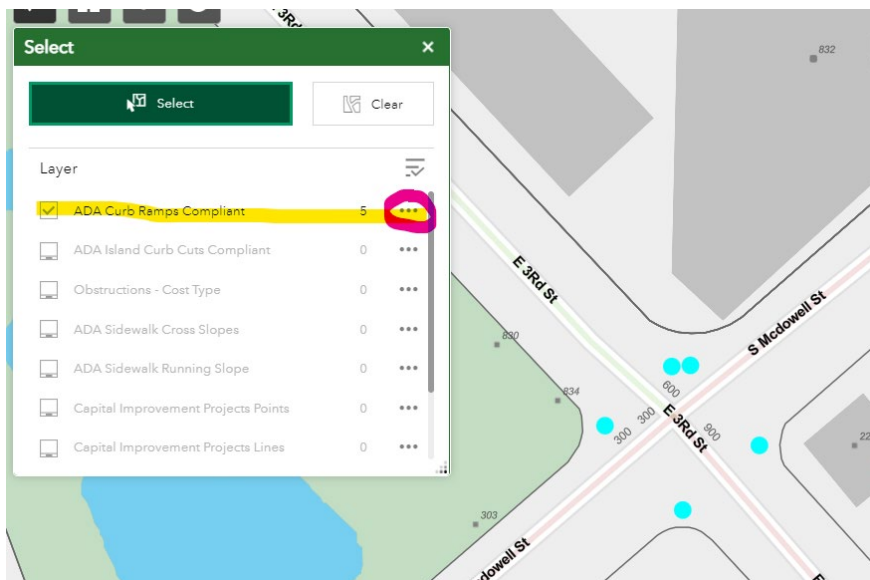 3Rd
Select ×
Select Clear
Layer
ADA Curb Ramps Compliant 5 •••
ADA Island Curb Cuts Compliant 0 •••
Obstructions - Cost Type 0 •••
ADA Sidewalk Cross Slopes 0 •••
ADA Sidewalk Running Slope 0 •••
Capital Improvement Projects Points 0 •••
Capital Improvement Projects Lines 0 •••
832
E 3Rd St
S Mcdowell St
830
834
600
300
300
E 3Rd St
900
22
303
dowell St